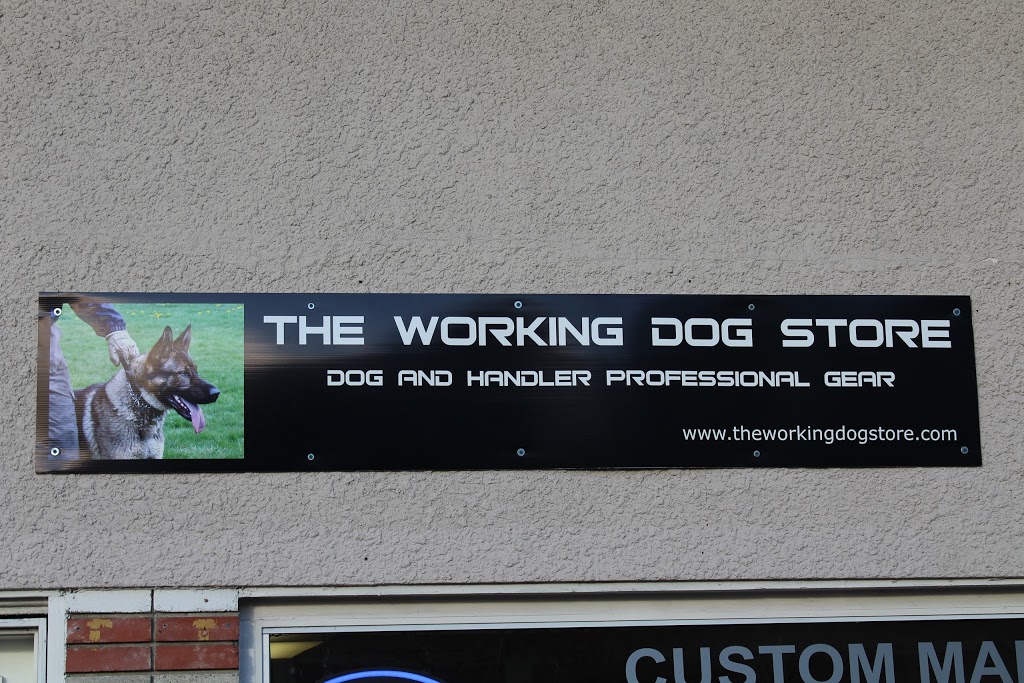 THE WORKING DOG STORE
DOG AND HANDLER PROFESSIONAL GEAR
www.theworkingdogstore.com
CUSTOM